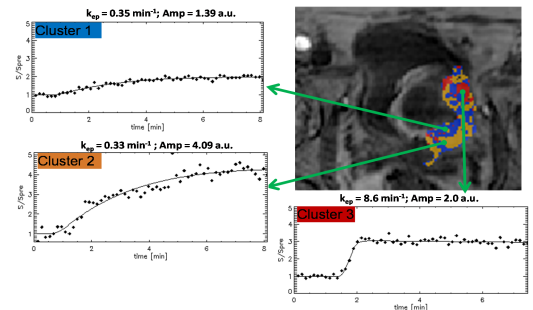 kep = 0.35 min-1; Amp = 1.39 a.u.
Cluster 1
S/Spre
5
4
3
2
1
0
0 2 4 6 8
time [min]
kep = 0.33 min-1 ; Amp = 4.09 a.u.
Cluster 2
S/Spre
5
4
3
2
1
0 2 4 6 8
time [min]
kep = 8.6 min-1; Amp = 2.0 a.u.
Cluster 3
S/Spre
5
4
3
2
1
0
0 2 4 6
time [min]